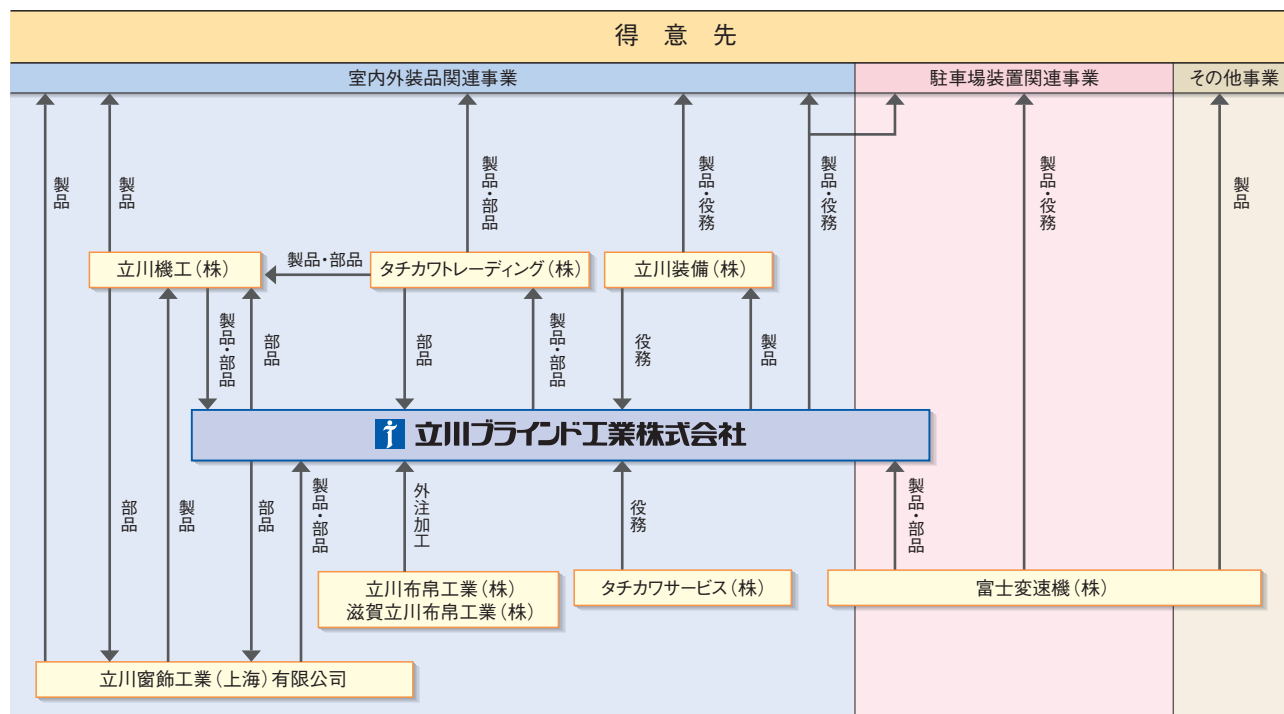 得意先
室内外装品関連事業
駐車場装置関連事業
その他事業
製品
製品
製品・部品
製品・役務
製品・役務
製品・役務
製品
立川機工(株)
製品・部品
タチカワトレーディング(株)
立川装備(株)
製品・部品
部品
部品
製品・部品
役務
製品
立川ブラインド工業株式会社
部品
製品
部品
製品・部品
外注加工
役務
製品・部品
立川布帛工業(株)
滋賀立川布帛工業(株)
タチカワサービス(株)
富士変速機(株)
立川窗飾工業(上海)有限公司